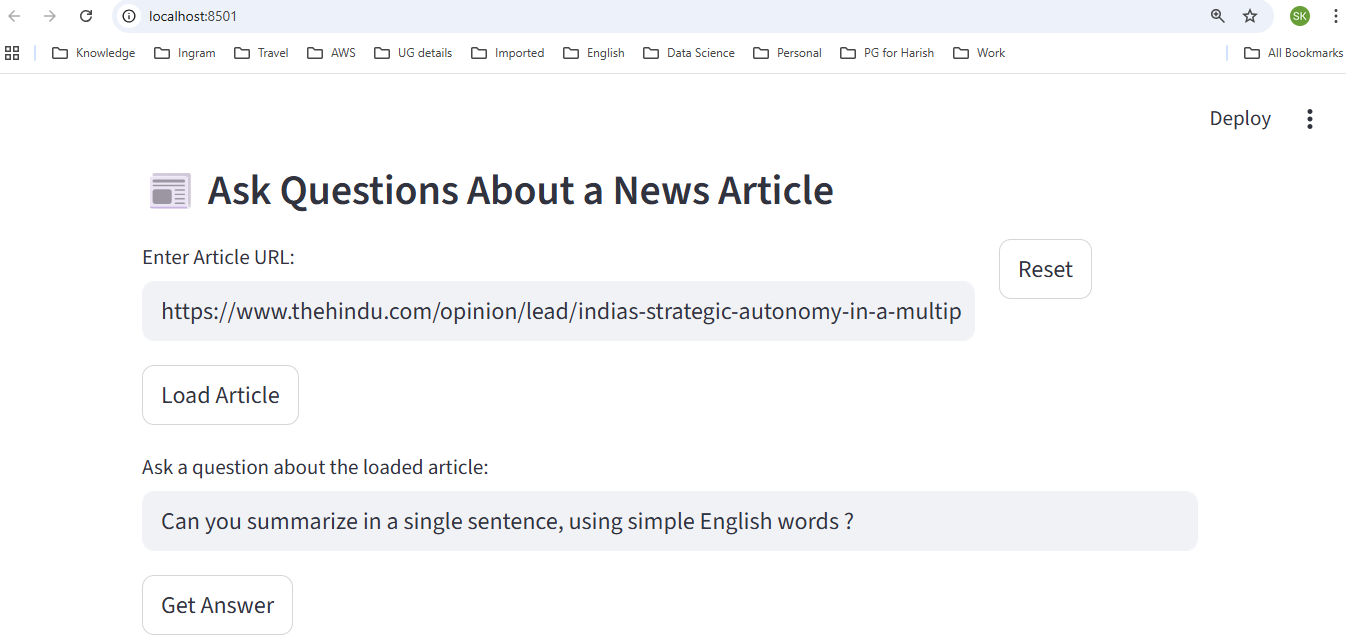 localhost:8501
SK
Knowledge Ingram Travel AWS UG details Imported English Data Science Personal PG for Harish Work All Bookmarks
Deploy
Ask Questions About a News Article
Enter Article URL:
Reset
https://www.thehindu.com/opinion/lead/indias-strategic-autonomy-in-a-multip
Load Article
Ask a question about the loaded article:
Can you summarize in a single sentence, using simple English words ?
Get Answer